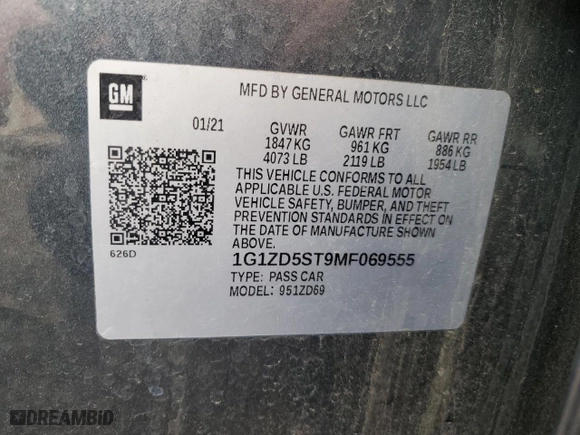 GM
MFD BY GENERAL MOTORS LLC
01/21 GVWR GAWR FRT GAWR RR
1847 KG 961 KG 886 KG
4073 LB 2119 LB 1954 LB
THIS VEHICLE CONFORMS TO ALL
APPLICABLE U.S. FEDERAL MOTOR
VEHICLE SAFETY, BUMPER, AND THEFT
PREVENTION STANDARDS IN EFFECT ON
THE DATE OF MANUFACTURE SHOWN
ABOVE.
626D
1G1ZD5ST9MF069555
TYPE: PASS CAR
MODEL: 951ZD69
DREAMBID